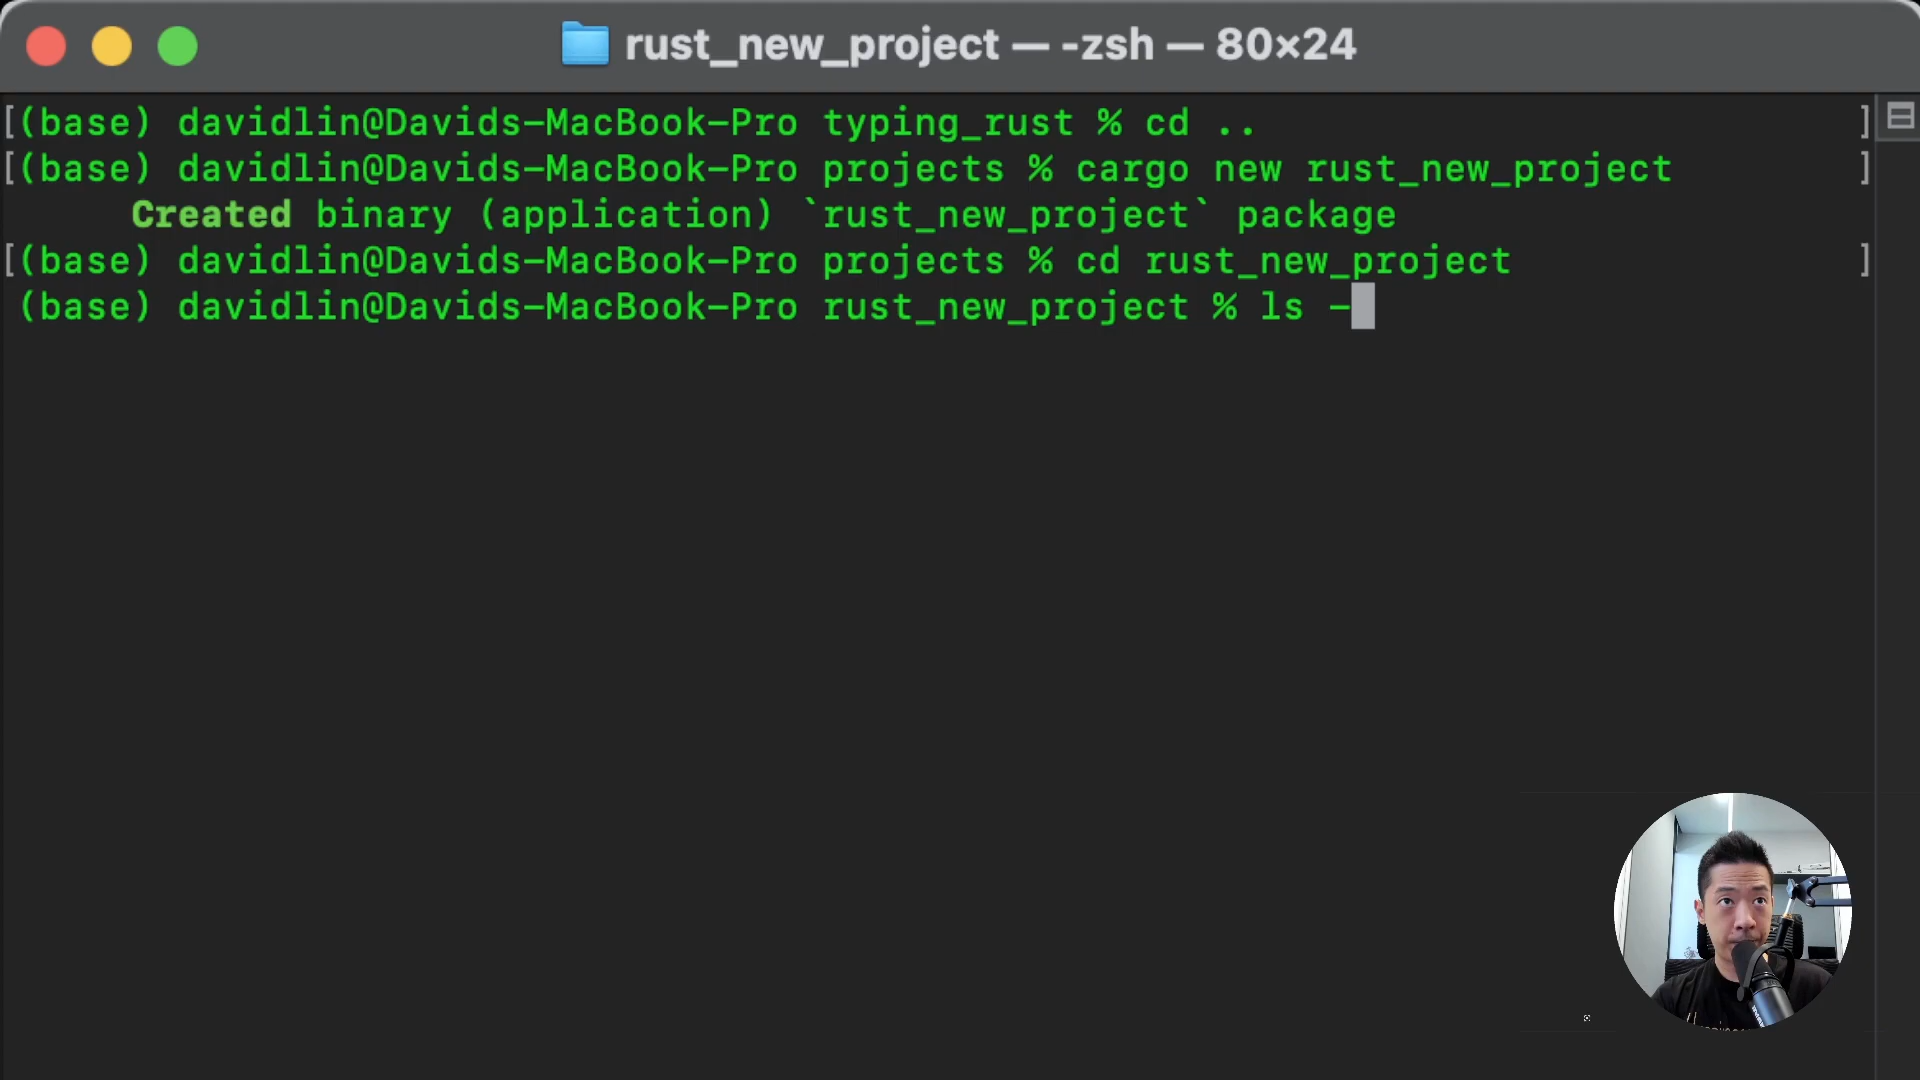 rust_new_project — -zsh — 80×24
[(base) davidlin@Davids-MacBook-Pro typing_rust % cd .. ]
[(base) davidlin@Davids-MacBook-Pro projects % cargo new rust_new_project ]
Created binary (application) `rust_new_project` package
[(base) davidlin@Davids-MacBook-Pro projects % cd rust_new_project ]
(base) davidlin@Davids-MacBook-Pro rust_new_project % ls -